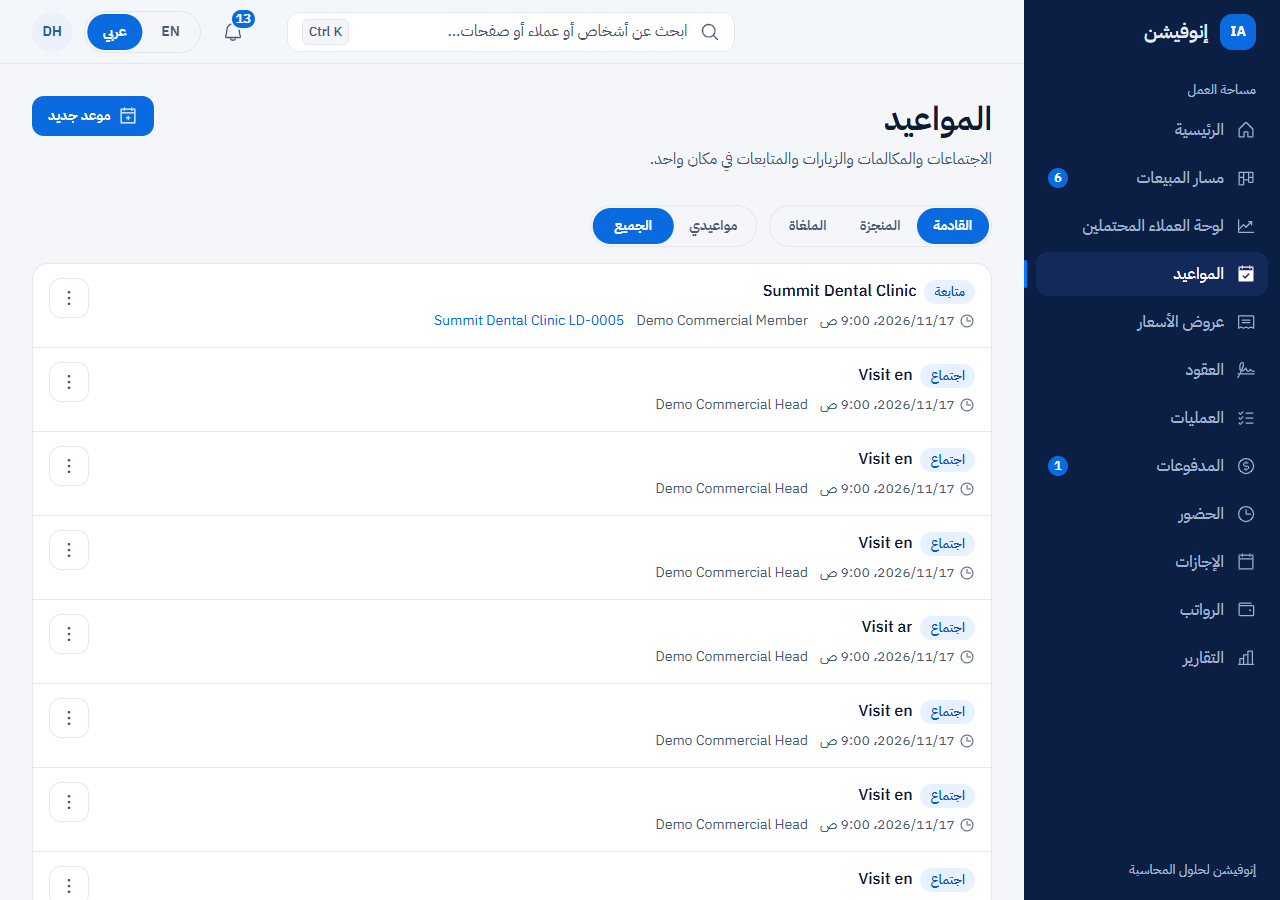 IA إنوفيشن
مساحة العمل
الرئيسية
مسار المبيعات 6
لوحة العملاء المحتملين
المواعيد
عروض الأسعار
العقود
العمليات
المدفوعات 1
الحضور
الإجازات
الرواتب
التقارير
إنوفيشن لحلول المحاسبة
ابحث عن أشخاص أو عملاء أو صفحات... Ctrl K
13
EN عربي
DH
المواعيد
الاجتماعات والمكالمات والزيارات والمتابعات في مكان واحد.
موعد جديد
القادمة المنجزة الملغاة
مواعيدي الجميع
متابعة Summit Dental Clinic
2026/11/17، 9:00 ص Demo Commercial Member Summit Dental Clinic LD-0005
اجتماع Visit en
2026/11/17، 9:00 ص Demo Commercial Head
اجتماع Visit en
2026/11/17، 9:00 ص Demo Commercial Head
اجتماع Visit en
2026/11/17، 9:00 ص Demo Commercial Head
اجتماع Visit ar
2026/11/17، 9:00 ص Demo Commercial Head
اجتماع Visit en
2026/11/17، 9:00 ص Demo Commercial Head
اجتماع Visit en
2026/11/17، 9:00 ص Demo Commercial Head
اجتماع Visit en